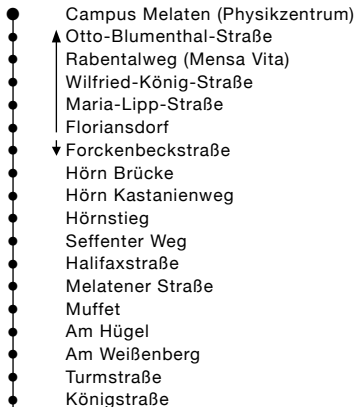 Campus Melaten (Physikzentrum)
Otto-Blumenthal-Straße
Rabentalweg (Mensa Vita)
Wilfried-König-Straße
Maria-Lipp-Straße
Floriansdorf
Forckenbeckstraße
Hörn Brücke
Hörn Kastanienweg
Hörnstieg
Seffenter Weg
Halifaxstraße
Melatener Straße
Muffet
Am Hügel
Am Weißenberg
Turmstraße
Königstraße